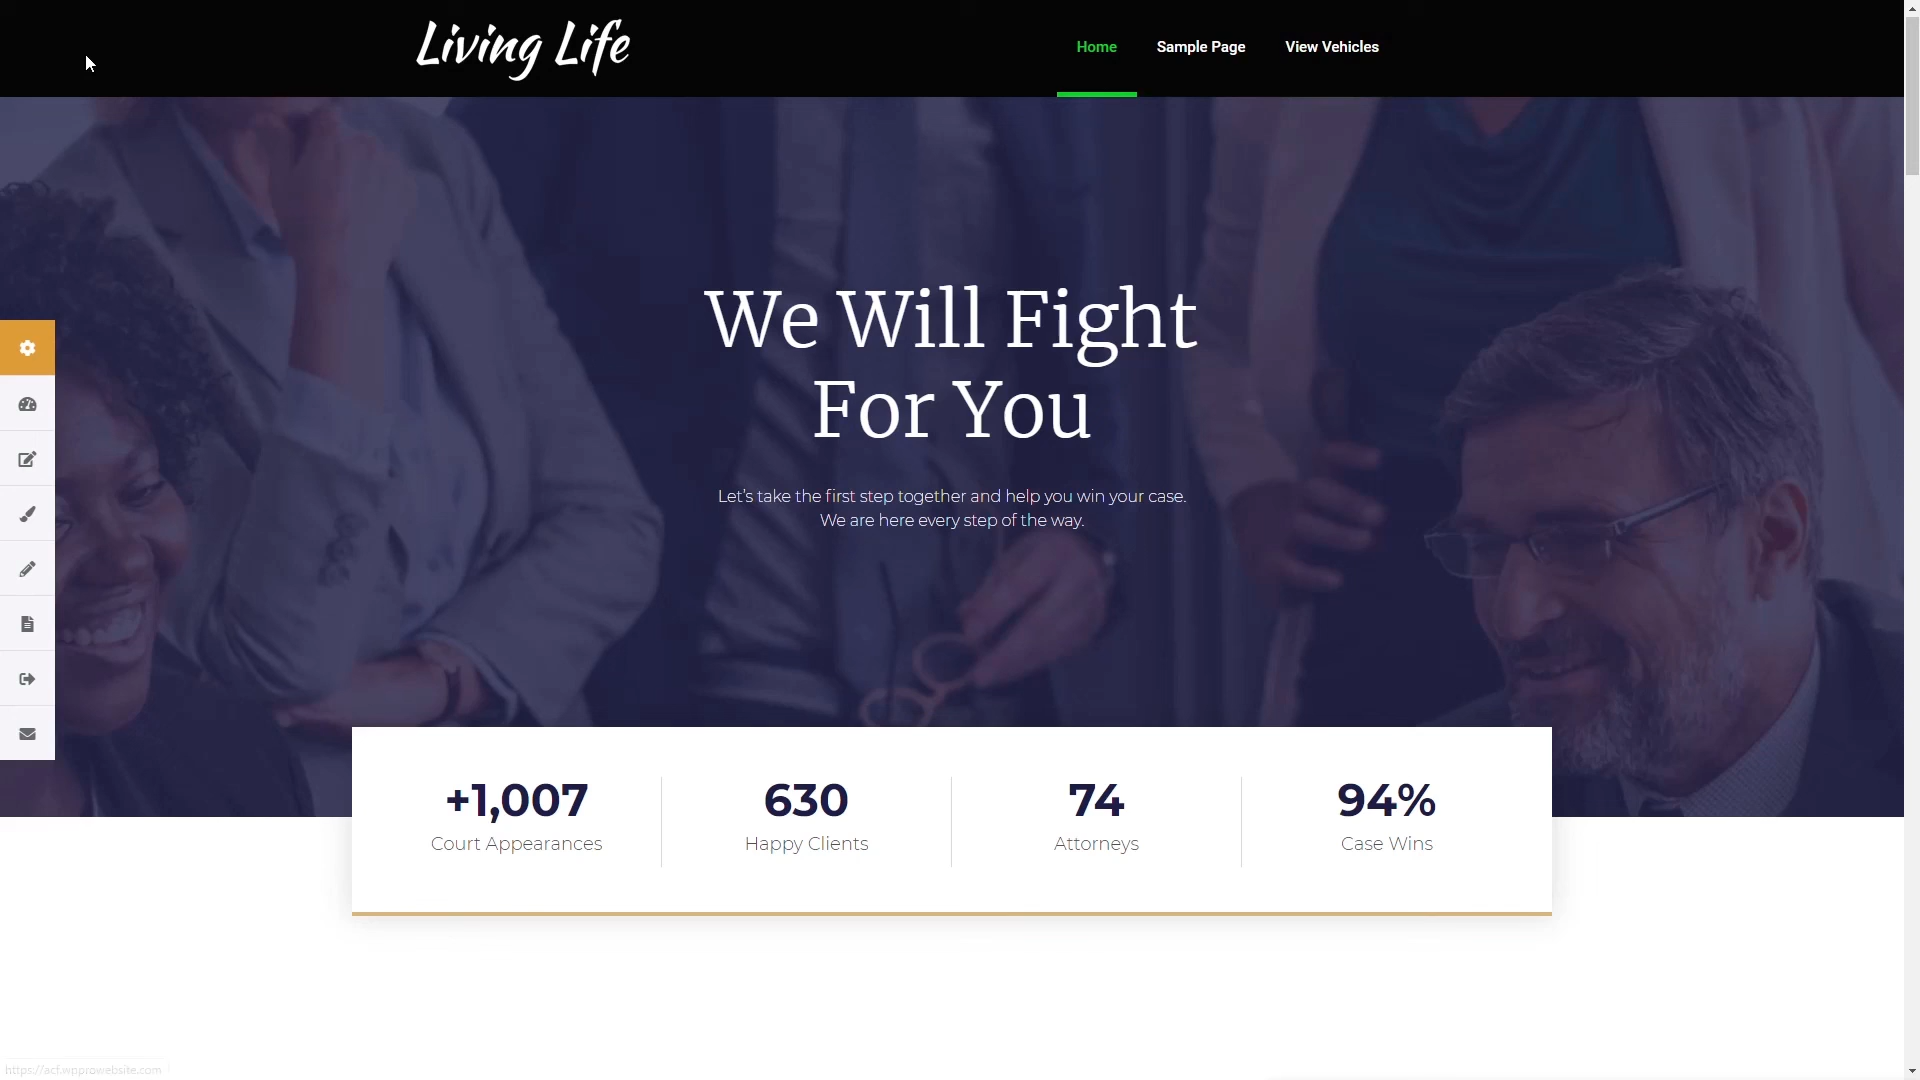 Living Life
Home
Sample Page
View Vehicles
We Will Fight
For You
Let's take the first step together and help you win your case.
We are here every step of the way.
+1,007
Court Appearances
630
Happy Clients
74
Attorneys
94%
Case Wins
https://acf.wpprowebsite.com